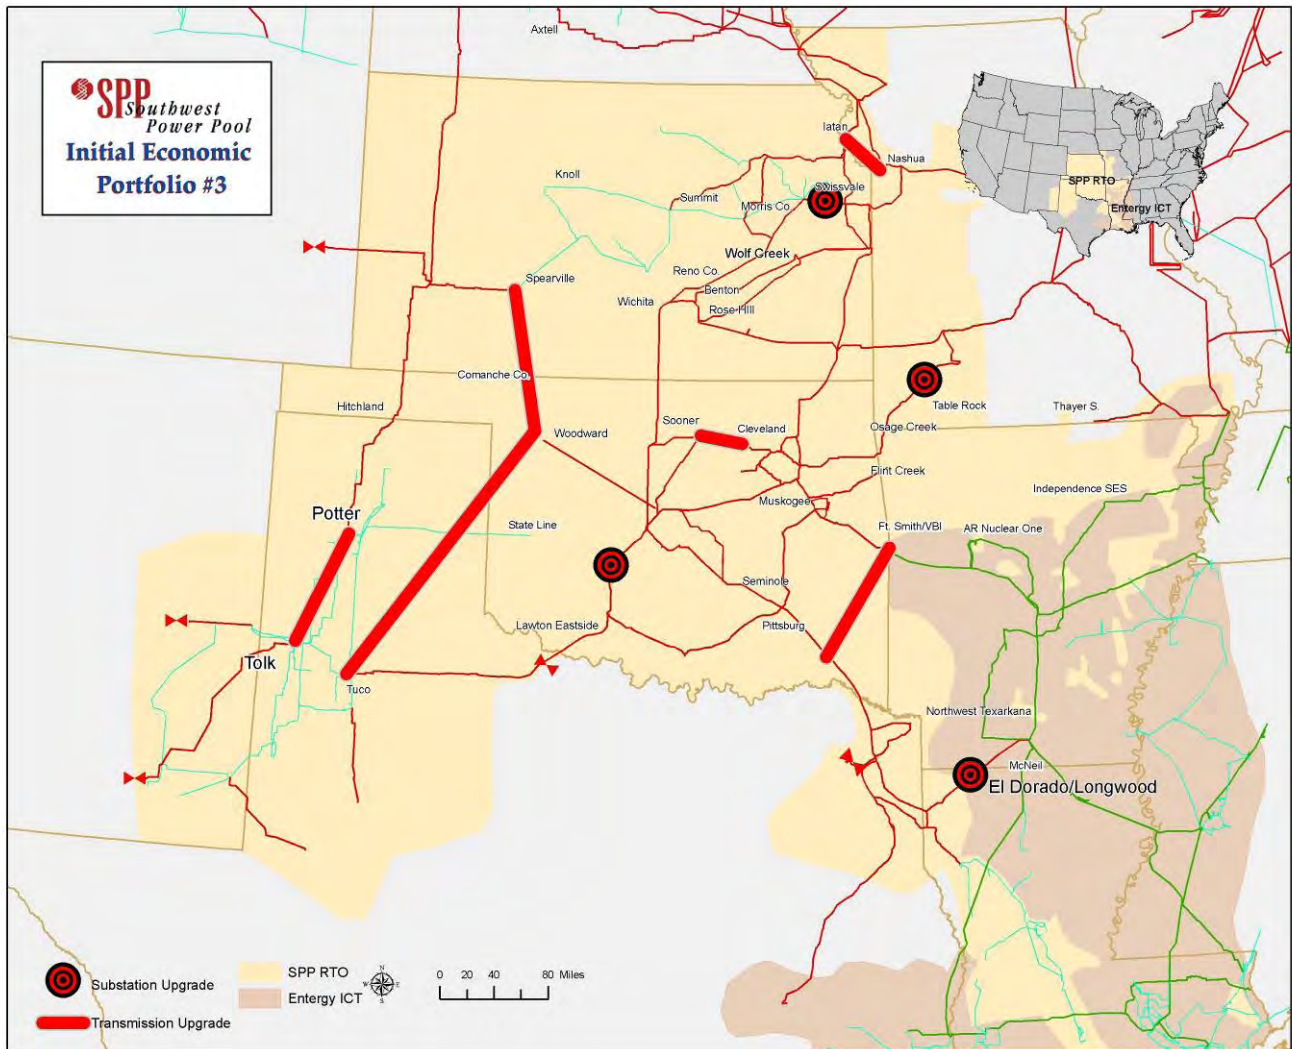 Axtell
SPP Southwest
Power Pool
Initial Economic
Portfolio #3
Iatan
Nashua
Knoll
SPP RTO
Summit
Morris Co.
Entergy ICT
Wolf Creek
Reno Co.
Spearville
Benton
Wichita
Rose Hill
Comanche Co.
Hitchland
Table Rock
Thayer S.
Sooner
Cleveland
Osage Creek
Woodward
Flint Creek
Independence SES
Muskogee
Potter
State Line
Ft. Smith/VBI
AR Nuclear One
Seminole
Lawton Eastside
Pittsburg
Tolk
Tuco
Northwest Texarkana
McNeil
El Dorado/Longwood
Substation Upgrade
Transmission Upgrade
SPP RTO
Entergy ICT
N
W E
S
0 20 40 80 Miles